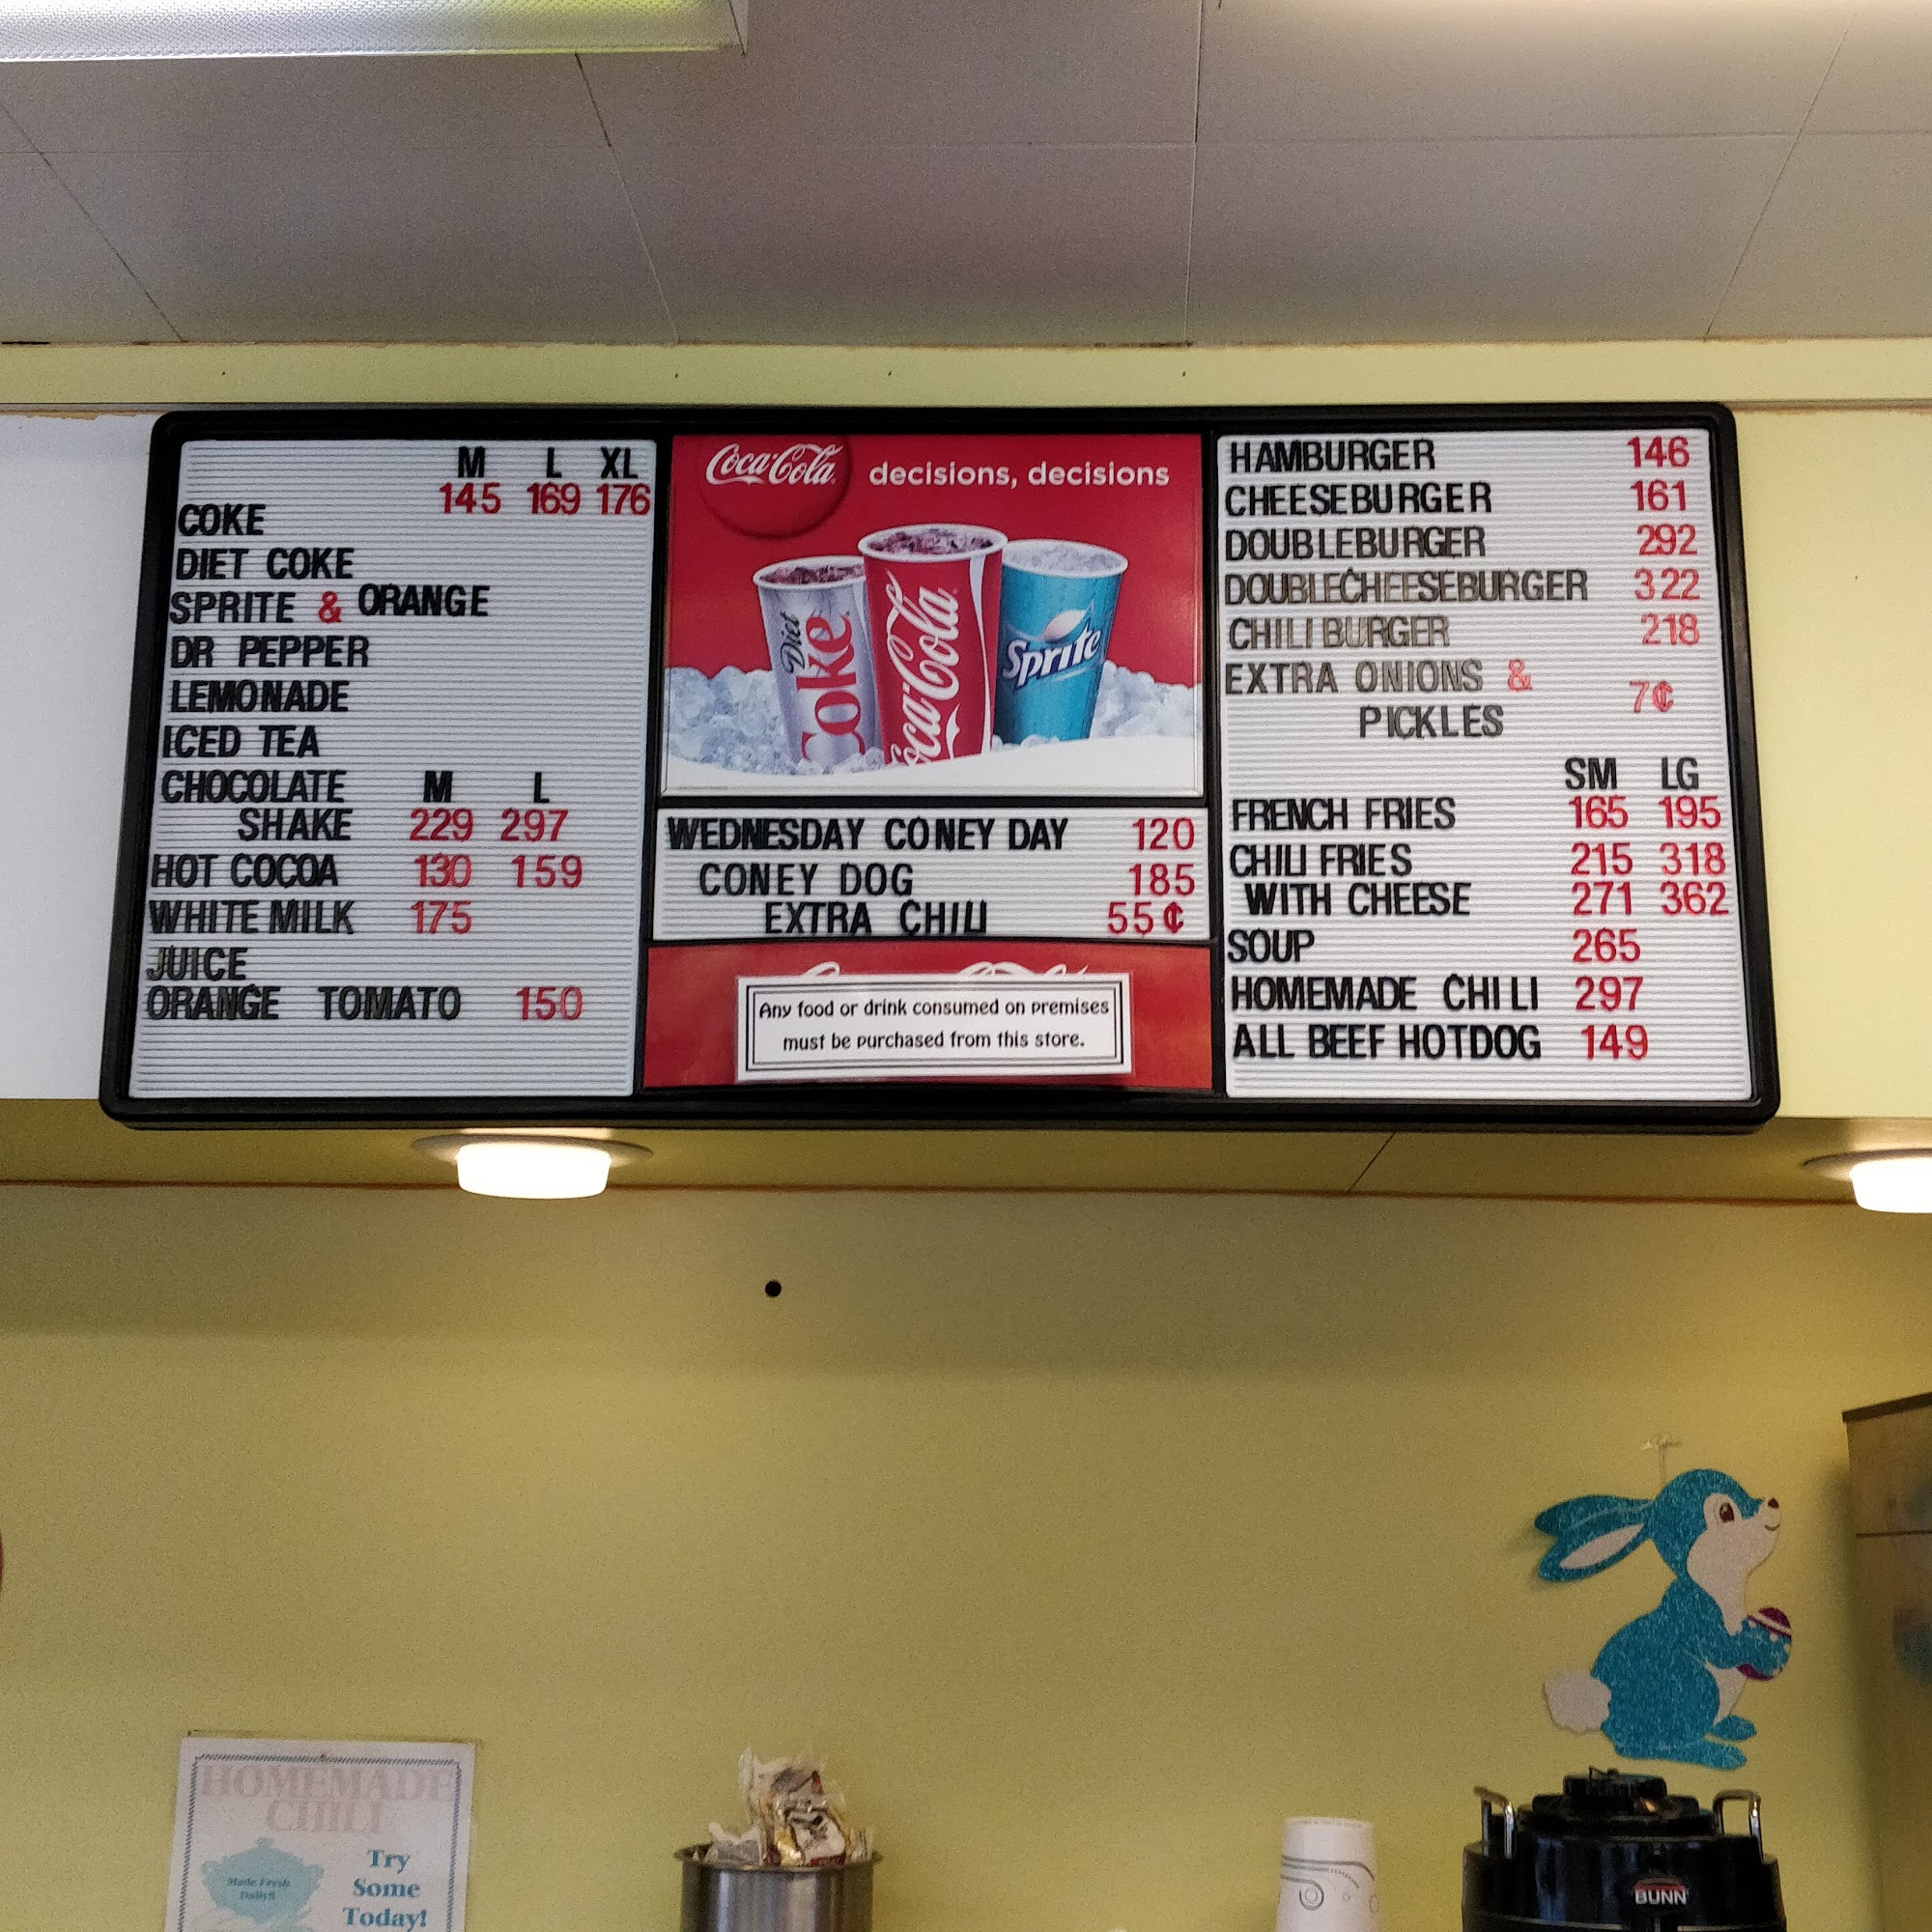 M L XL
145 169 176
COKE
DIET COKE
SPRITE & ORANGE
DR PEPPER
LEMONADE
ICED TEA
CHOCOLATE M L
SHAKE 229 297
HOT COCOA 130 159
WHITE MILK 175
JUICE
ORANGE TOMATO 150
Coca-Cola decisions, decisions
Diet Coke
Coca-Cola
Sprite
WEDNESDAY CONEY DAY 120
CONEY DOG 185
EXTRA CHILI 55¢
Any food or drink consumed on premises
must be purchased from this store.
HAMBURGER 146
CHEESEBURGER 161
DOUBLEBURGER 292
DOUBLECHEESEBURGER 322
CHILI BURGER 218
EXTRA ONIONS & 7¢
PICKLES
SM LG
FRENCH FRIES 165 195
CHILI FRIES 215 318
WITH CHEESE 271 362
SOUP 265
HOMEMADE CHILI 297
ALL BEEF HOTDOG 149
HOMEMADE
CHILI
Made Fresh
Daily!!
Try
Some
Today!
BUNN